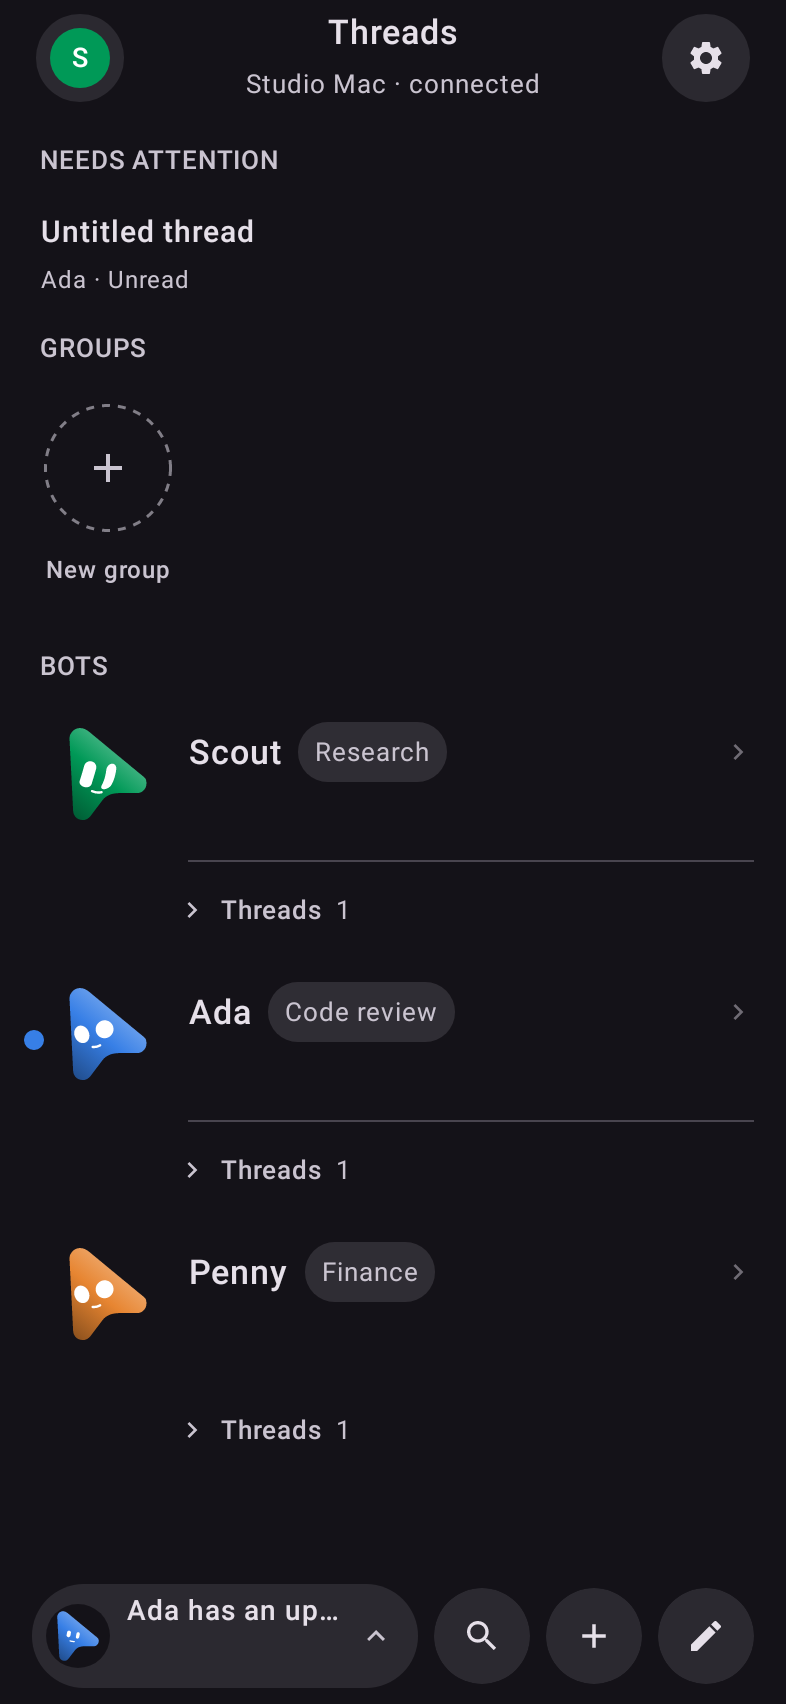 S
Threads
Studio Mac · connected
NEEDS ATTENTION
Untitled thread
Ada · Unread
GROUPS
New group
BOTS
Scout Research
Threads 1
Ada Code review
Threads 1
Penny Finance
Threads 1
Ada has an up…